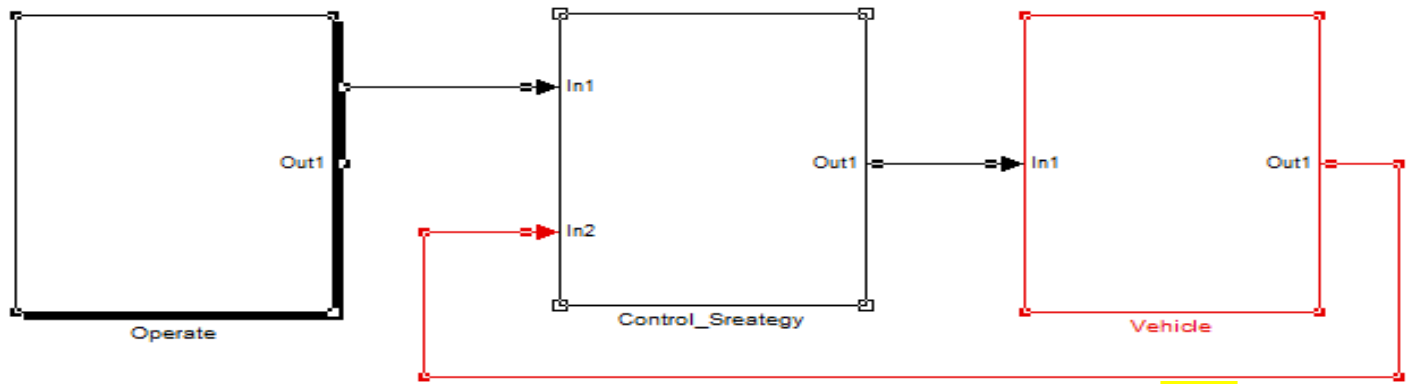 Out1
Operate
In1
In2
Out1
Control_Sreategy
In1
Out1
Vehicle